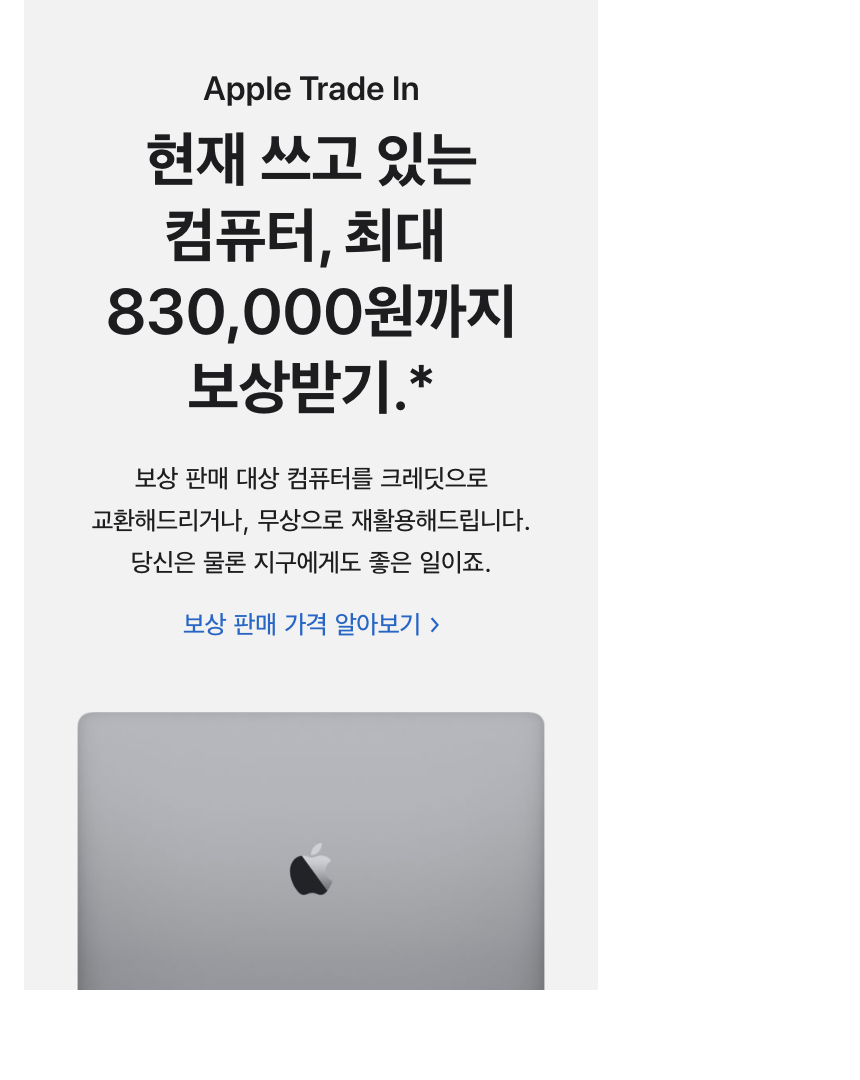 Apple Trade In
현재 쓰고 있는
컴퓨터, 최대
830,000원까지
보상받기.*
보상 판매 대상 컴퓨터를 크레딧으로
교환해드리거나, 무상으로 재활용해드립니다.
당신은 물론 지구에게도 좋은 일이죠.
보상 판매 가격 알아보기 >